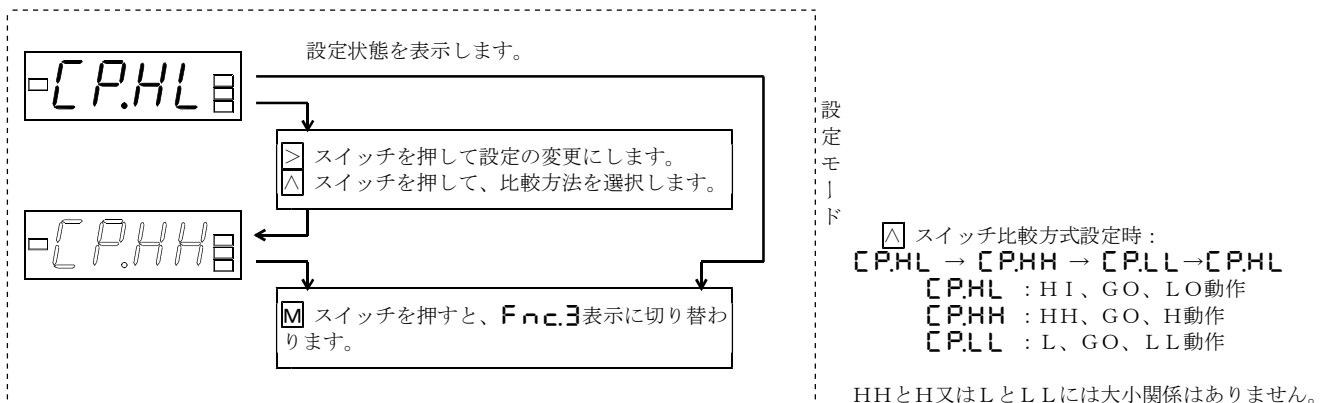 設定状態を表示します。
CP.HL
> スイッチを押して設定の変更にします。
∧ スイッチを押して、比較方法を選択します。
CP.HH
M スイッチを押すと、Fnc.3表示に切り替わ
ります。
設定モード
∧ スイッチ比較方式設定時:
CP.HL → CP.HH → CP.LL→CP.HL
CP.HL :HI、GO、LO動作
CP.HH :HH、GO、H動作
CP.LL :L、GO、LL動作
HHとH又はLとLLには大小関係はありません。